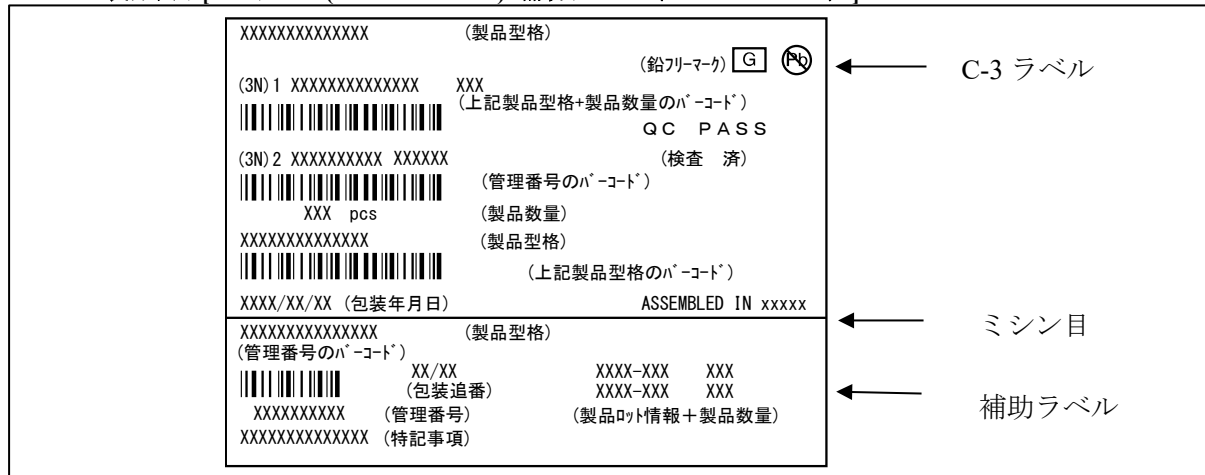 XXXXXXXXXXXXXX (製品型格)
(鉛フリーマーク) G Pb
C-3 ラベル
(3N)1 XXXXXXXXXXXXXX XXX
(上記製品型格+製品数量のバーコード)
QC PASS
(3N)2 XXXXXXXXXX XXXXXX (検査 済)
(管理番号のバーコード)
XXX pcs (製品数量)
XXXXXXXXXXXXXX (製品型格)
(上記製品型格のバーコード)
XXXX/XX/XX (包装年月日) ASSEMBLED IN xxxxx
ミシン目
XXXXXXXXXXXXXXX (製品型格)
(管理番号のバーコード)
XX/XX XXXX-XXX XXX
(包装追番) XXXX-XXX XXX
補助ラベル
XXXXXXXXXX (管理番号) (製品ロット情報+製品数量)
XXXXXXXXXXXXXX (特記事項)